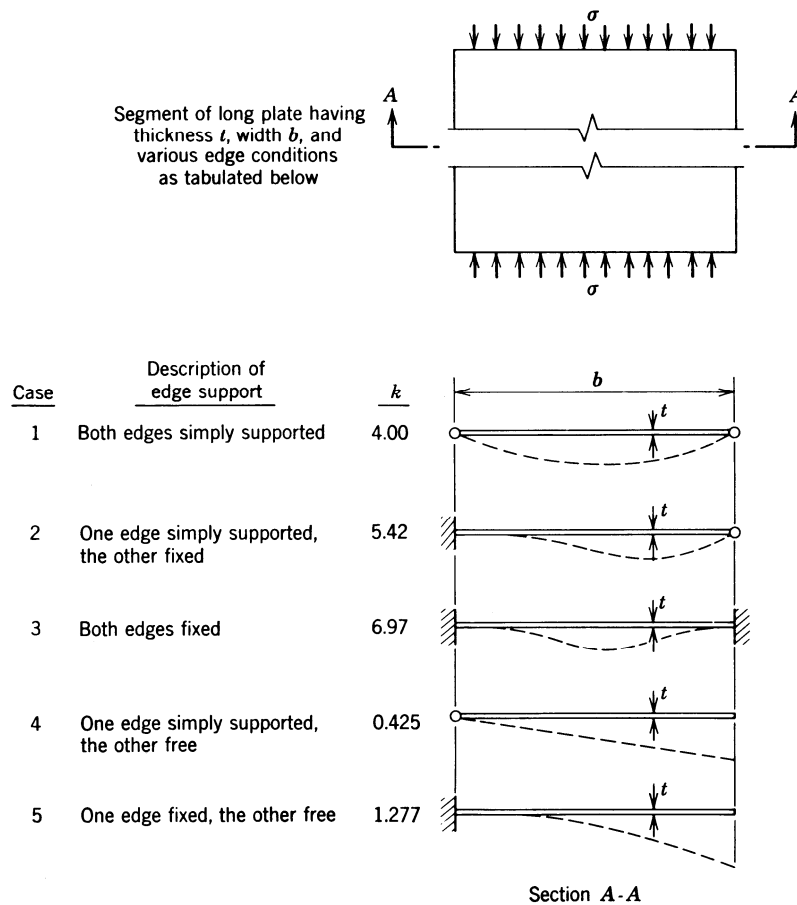 σ
A
A
Segment of long plate having
thickness t, width b, and
various edge conditions
as tabulated below
σ
Case
Description of
edge support
k
b
1 Both edges simply supported 4.00
t
2 One edge simply supported,
the other fixed
5.42
t
3 Both edges fixed 6.97
t
4 One edge simply supported,
the other free
0.425
t
5 One edge fixed, the other free 1.277
t
Section A-A